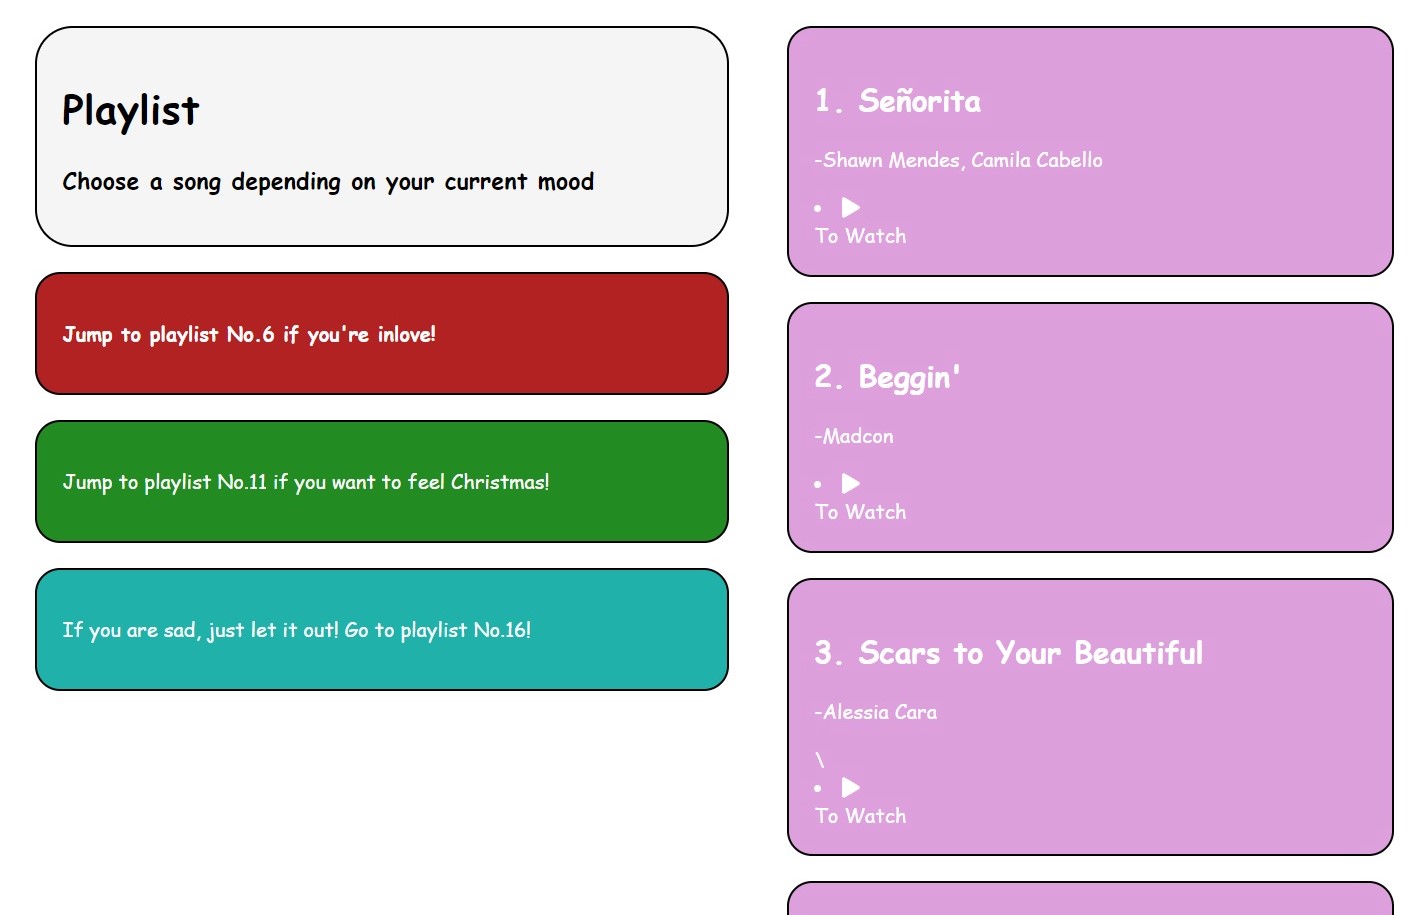 Playlist
Choose a song depending on your current mood
Jump to playlist No.6 if you're inlove!
Jump to playlist No.11 if you want to feel Christmas!
If you are sad, just let it out! Go to playlist No.16!
1. Señorita
-Shawn Mendes, Camila Cabello
•
To Watch
2. Beggin'
-Madcon
•
To Watch
3. Scars to Your Beautiful
-Alessia Cara
\
•
To Watch